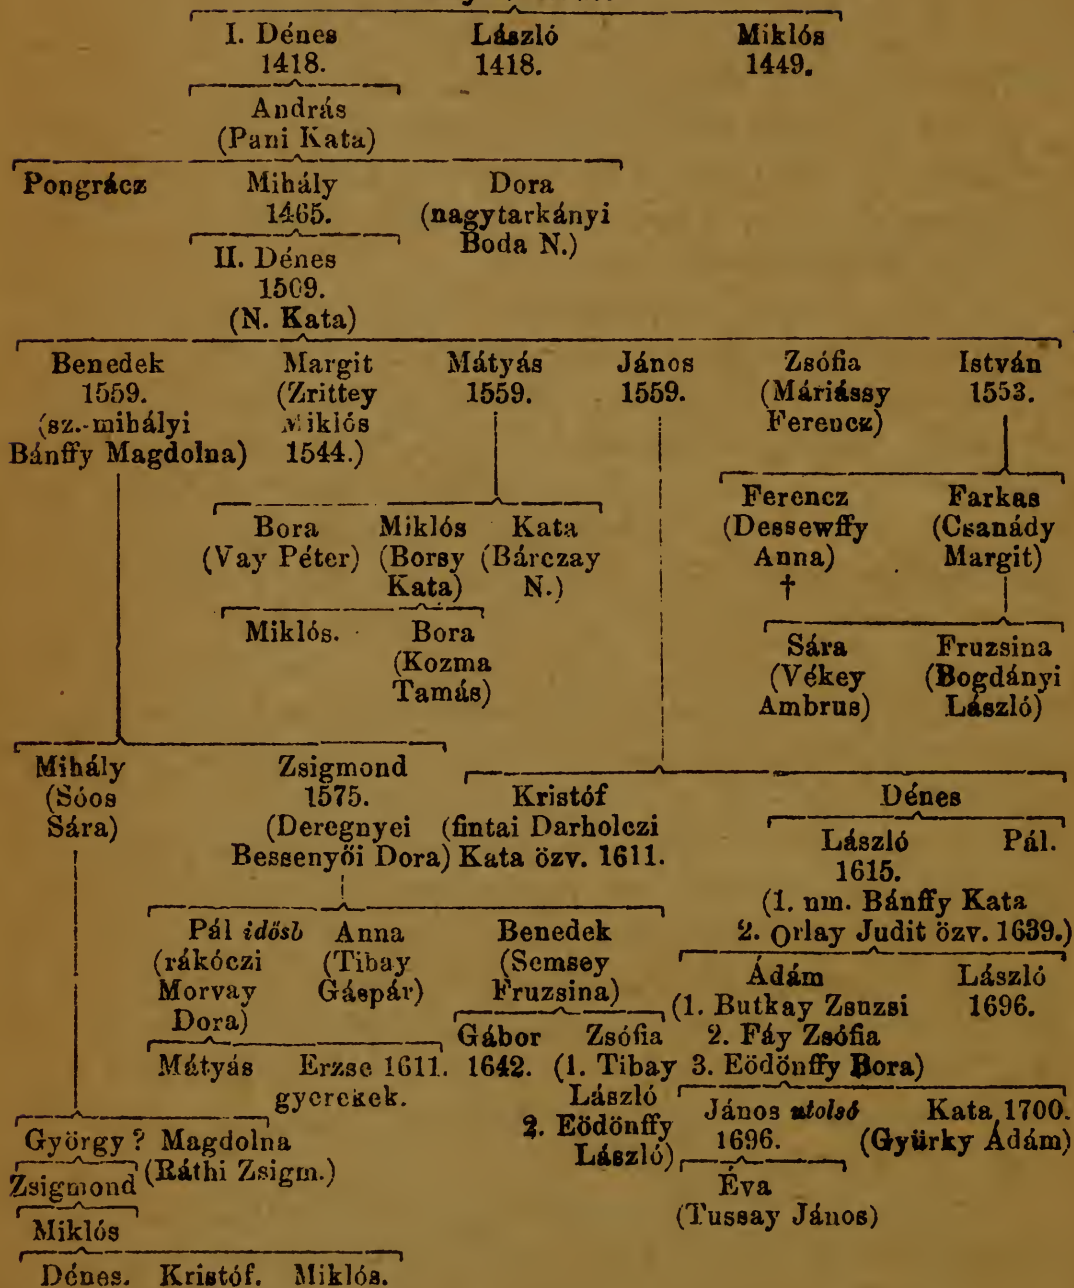 I. Dénes László Miklós
1418. 1418. 1449.
András
(Pani Kata)
Pongrácz Mihály Dora
1465. (nagytarkányi
Boda N.)
II. Dénes
1509.
(N. Kata)
Benedek Margit Mátyás János Zsófia István
1559. (Zrittey 1559. 1559. (Máriássy 1553.
(sz.-mihályi Miklós Ferencz)
Bánffy Magdolna) 1544.)
Ferencz Farkas
(Dessewffy (Csanády
Anna) Margit)
†
Bora Miklós Kata
(Vay Péter) (Borsy (Bárczay
Kata) N.)
Miklós. Bora
(Kozma
Tamás)
Sára Fruzsina
(Vékey (Bogdányi
Ambrus) László)
Mihály Zsigmond
(Sóos 1575.
Sára) (Deregnyei
Bessenyői Dora)
Kristóf Dénes
(fintai Darholczi
Kata özv. 1611.
László Pál.
1615.
(1. nm. Bánffy Kata
2. Orlay Judit özv. 1639.)
Pál idősb Anna Benedek
(rákóczi (Tibay (Semsey
Morvay Gáspár) Fruzsina)
Dora)
Ádám László
(1. Butkay Zsuzsi 1696.
2. Fáy Zsófia
3. Eödönffy Bora)
Mátyás Erzse 1611.
gyerekek.
Gábor Zsófia
1642. (1. Tibay
László
2. Eödönffy
László)
János utolsó Kata 1700.
1696. (Gyürky Ádám)
Éva
(Tussay János)
György? Magdolna
(Ráthi Zsigm.)
Zsigmond
Miklós
Dénes. Kristóf. Miklós.